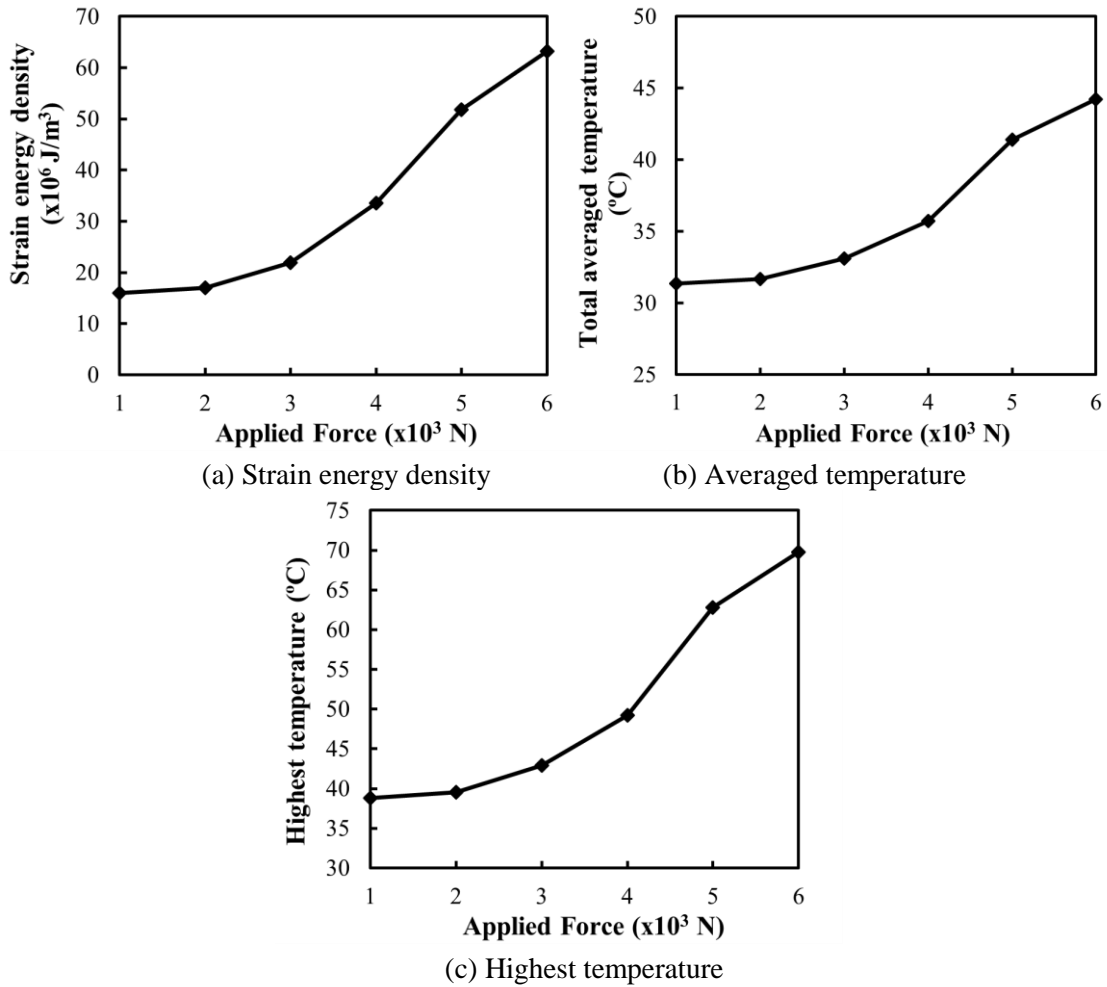 70
60
50
40
30
20
10
0
Strain energy density
(x10⁶ J/m³)
1 2 3 4 5 6
Applied Force (x10³ N)
(a) Strain energy density
50
45
40
35
30
25
Total averaged temperature
(ºC)
1 2 3 4 5 6
Applied Force (x10³ N)
(b) Averaged temperature
75
70
65
60
55
50
45
40
35
30
Highest temperature (ºC)
1 2 3 4 5 6
Applied Force (x10³ N)
(c) Highest temperature